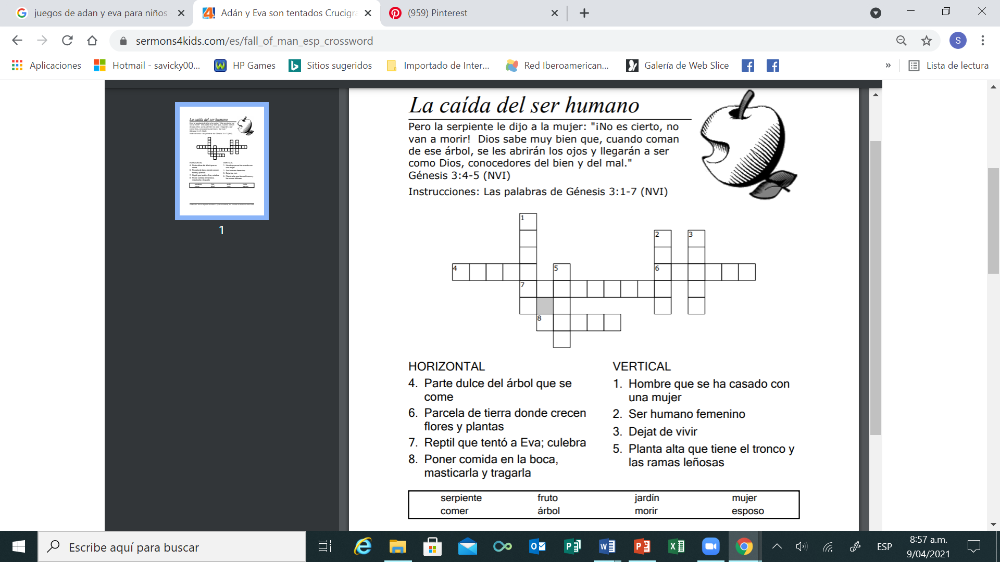 juegos de adan y eva para niños
Adán y Eva son tentados Crucigra
(959) Pinterest
sermons4kids.com/es/fall_of_man_esp_crossword
S
Aplicaciones
Hotmail - savicky00...
HP Games
Sitios sugeridos
Importado de Inter...
Red Iberoamerican...
Galería de Web Slice
»
Lista de lectura
1
La caída del ser humano
Pero la serpiente le dijo a la mujer: "¡No es cierto, no
van a morir! Dios sabe muy bien que, cuando coman
de ese árbol, se les abrirán los ojos y llegarán a ser
como Dios, conocedores del bien y del mal."
Génesis 3:4-5 (NVI)
Instrucciones: Las palabras de Génesis 3:1-7 (NVI)
1
2 3
4 5 6
7
8
HORIZONTAL
4. Parte dulce del árbol que se
come
6. Parcela de tierra donde crecen
flores y plantas
7. Reptil que tentó a Eva; culebra
8. Poner comida en la boca,
masticarla y tragarla
VERTICAL
1. Hombre que se ha casado con
una mujer
2. Ser humano femenino
3. Dejat de vivir
5. Planta alta que tiene el tronco y
las ramas leñosas
serpiente fruto jardín mujer
comer árbol morir esposo
Escribe aquí para buscar
ESP
8:57 a.m.
9/04/2021